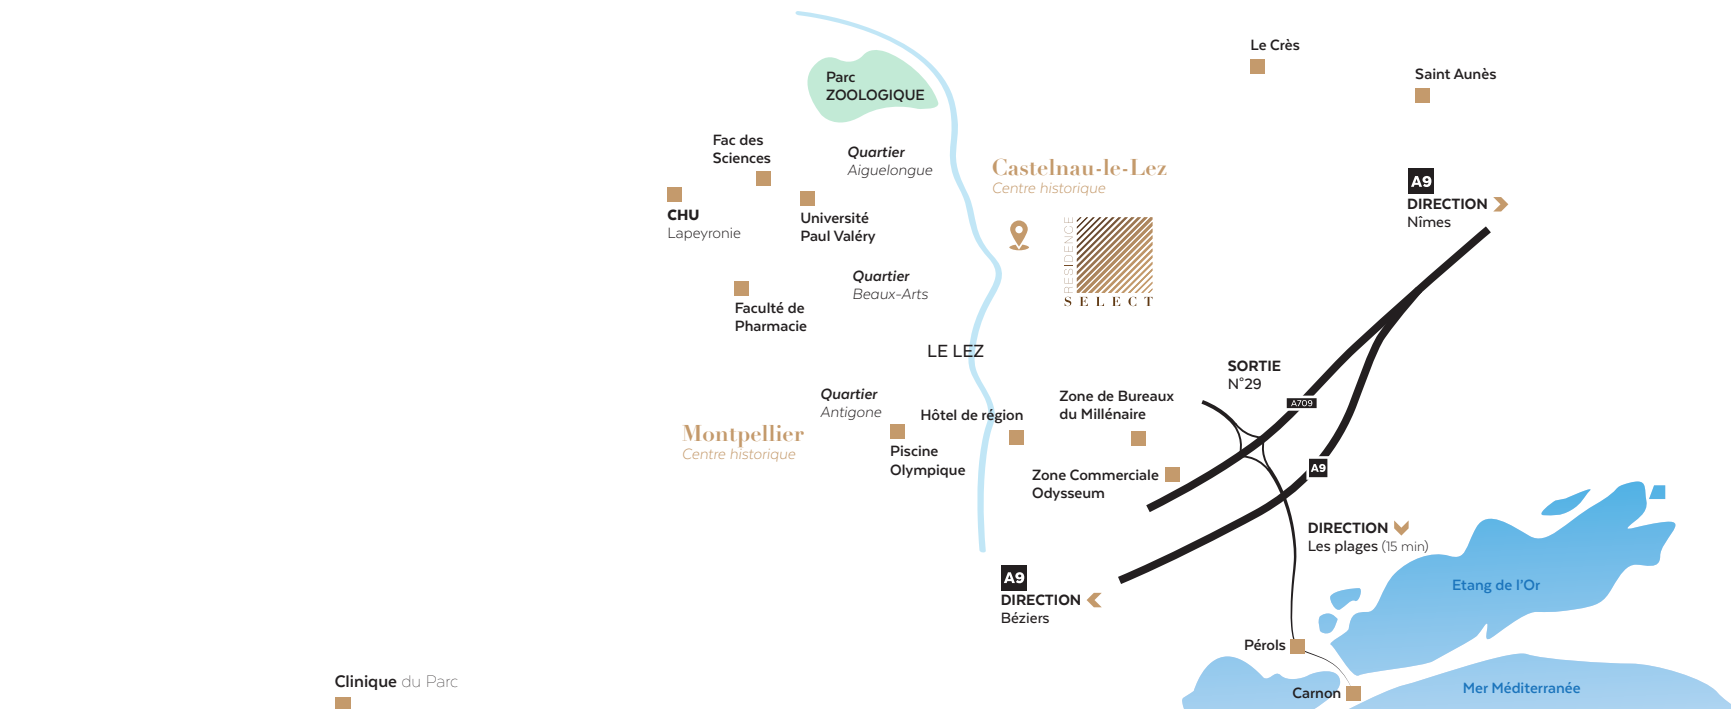 Le Crès
Saint Aunès
Parc
ZOOLOGIQUE
Fac des
Sciences
Quartier
Aiguelongue
Castelnau-le-Lez
Centre historique
A9
DIRECTION
Nîmes
CHU
Lapeyronie
Université
Paul Valéry
RESIDENCE
SELECT
Quartier
Beaux-Arts
Faculté de
Pharmacie
LE LEZ
SORTIE
N°29
A709
Quartier
Antigone
Hôtel de région
Zone de Bureaux
du Millénaire
Montpellier
Centre historique
Piscine
Olympique
Zone Commerciale
Odysseum
A9
DIRECTION
Les plages (15 min)
A9
DIRECTION
Béziers
Etang de l'Or
Pérols
Clinique du Parc
Carnon
Mer Méditerranée